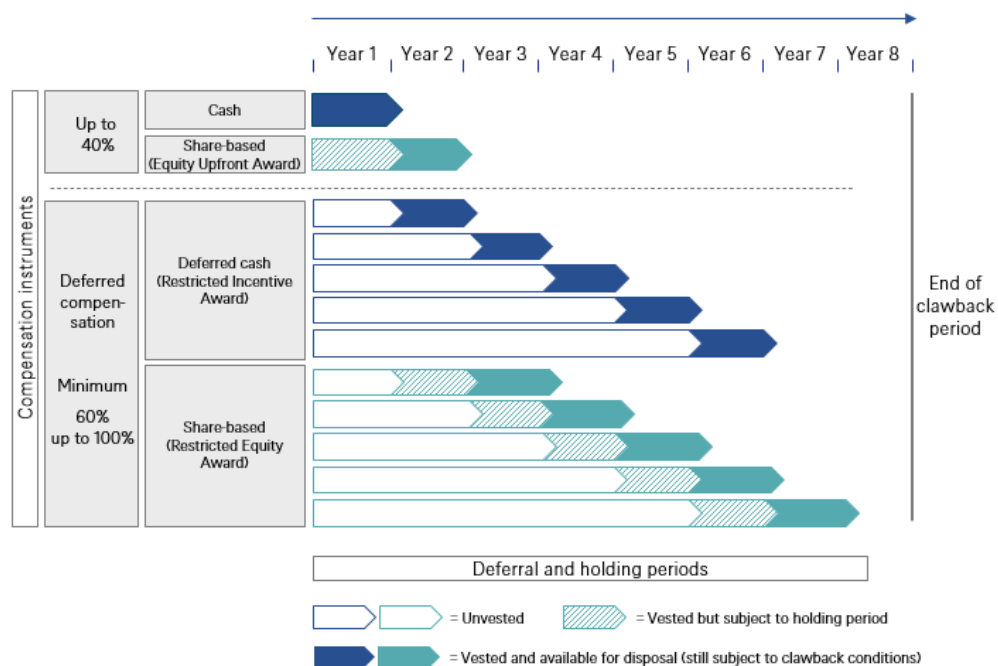 Year 1 Year 2 Year 3 Year 4 Year 5 Year 6 Year 7 Year 8
Compensation instruments
Up to
40%
Cash
Share-based
(Equity Upfront Award)
Deferred
compen-
sation
Minimum
60%
up to 100%
Deferred cash
(Restricted Incentive
Award)
Share-based
(Restricted Equity
Award)
End of
clawback
period
Deferral and holding periods
= Unvested
= Vested but subject to holding period
= Vested and available for disposal (still subject to clawback conditions)